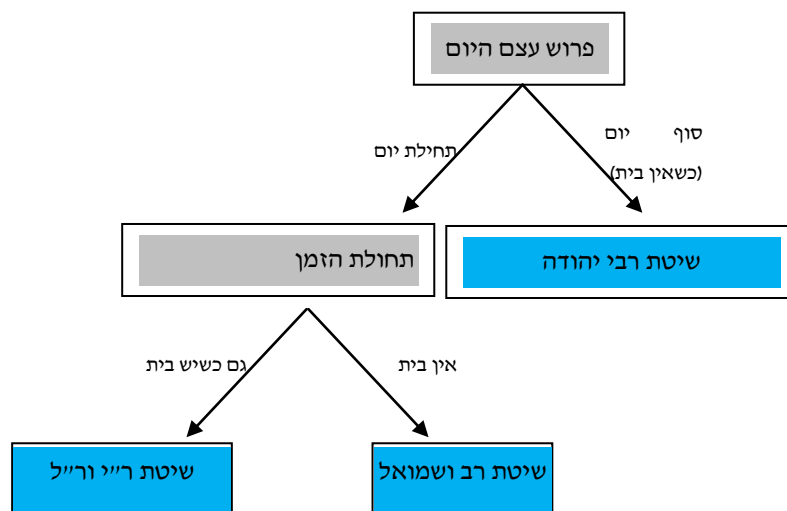 פרוש עצם היום
סוף יום
(כשאין בית)
תחילת יום
שיטת רבי יהודה
תחולת הזמן
אין בית
גם כשיש בית
שיטת רב ושמואל
שיטת ר״י ור״ל